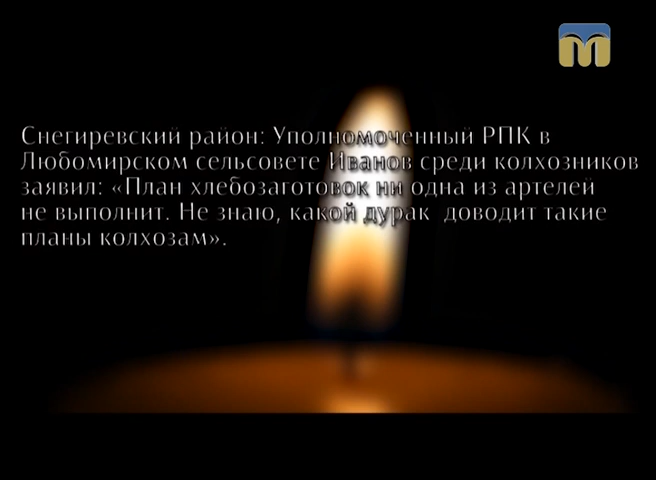 Снегиревский район: Уполномоченный РПК в
Любомирском сельсовете Иванов среди колхозников
заявил: «План хлебозаготовок ни одна из артелей
не выполнит. Не знаю, какой дурак доводит такие
планы колхозам».